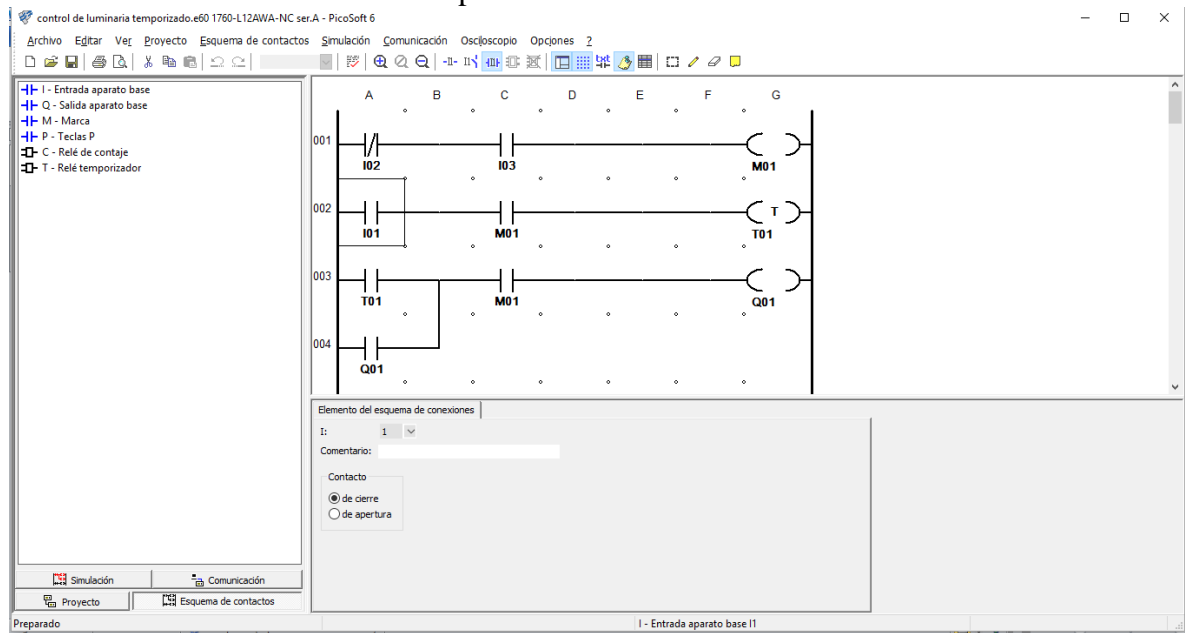 control de luminaria temporizado.e60 1760-L12AWA-NC ser.A - PicoSoft 6
Archivo Editar Ver Proyecto Esquema de contactos Simulación Comunicación Osciloscopio Opciones ?
I - Entrada aparato base
Q - Salida aparato base
M - Marca
P - Teclas P
C - Relé de contaje
T - Relé temporizador
A B C D E F G
001
I02 I03 M01
002
T
I01 M01 T01
003
T01 M01 Q01
004
Q01
Elemento del esquema de conexiones
I: 1
Comentario:
Contacto
de cierre
de apertura
Simulación Comunicación
Proyecto Esquema de contactos
Preparado I - Entrada aparato base I1